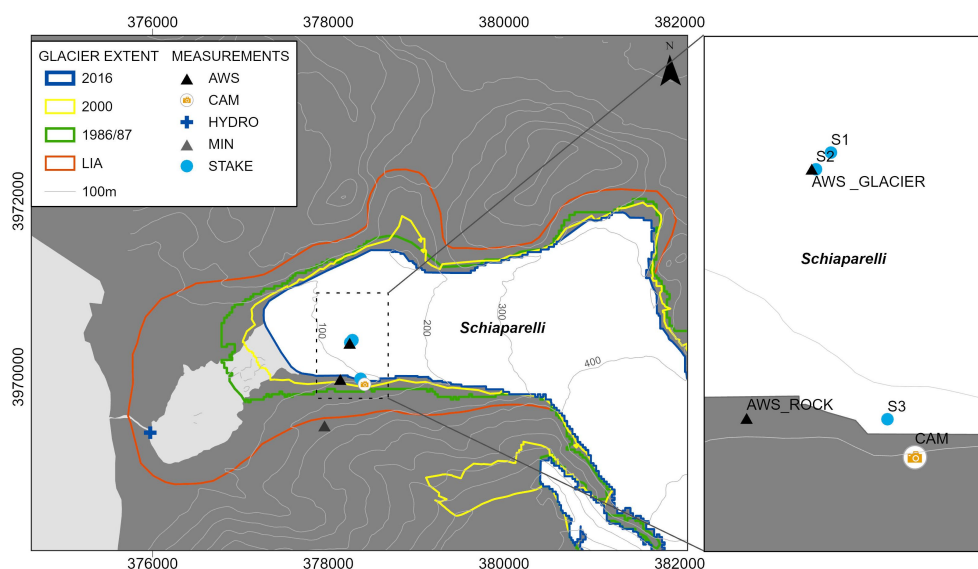 376000 378000 380000 382000
GLACIER EXTENT
2016
2000
1986/87
LIA
100m
MEASUREMENTS
AWS
CAM
HYDRO
MIN
STAKE
N
3972000
3970000
100
200
300
400
Schiaparelli
376000 378000 380000 382000
S1
S2
AWS _GLACIER
Schiaparelli
AWS_ROCK
S3
CAM